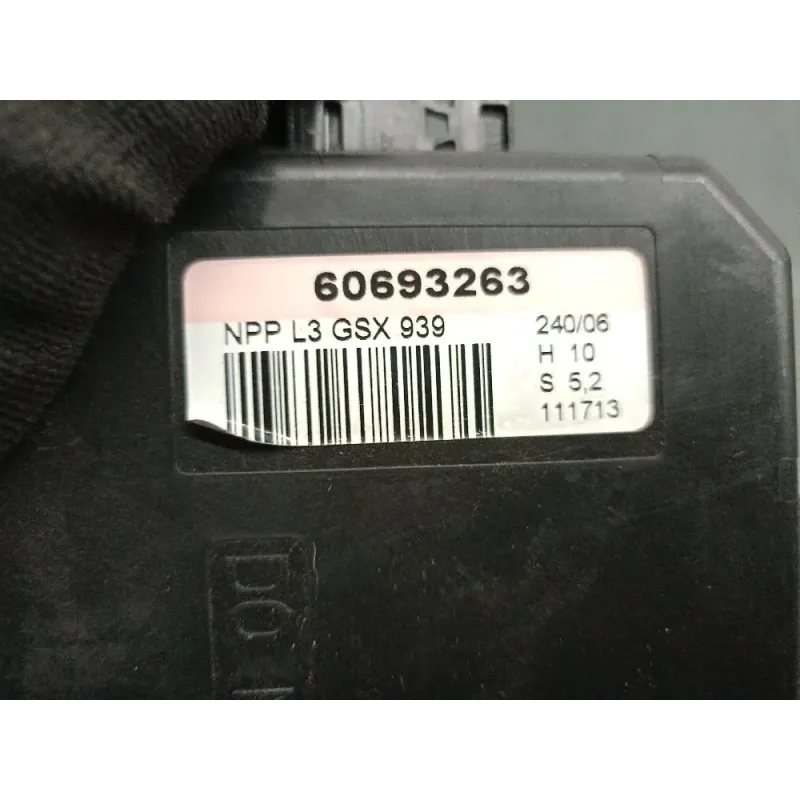 60693263
NPP L3 GSX 939
240/06
H 10
S 5,2
111713